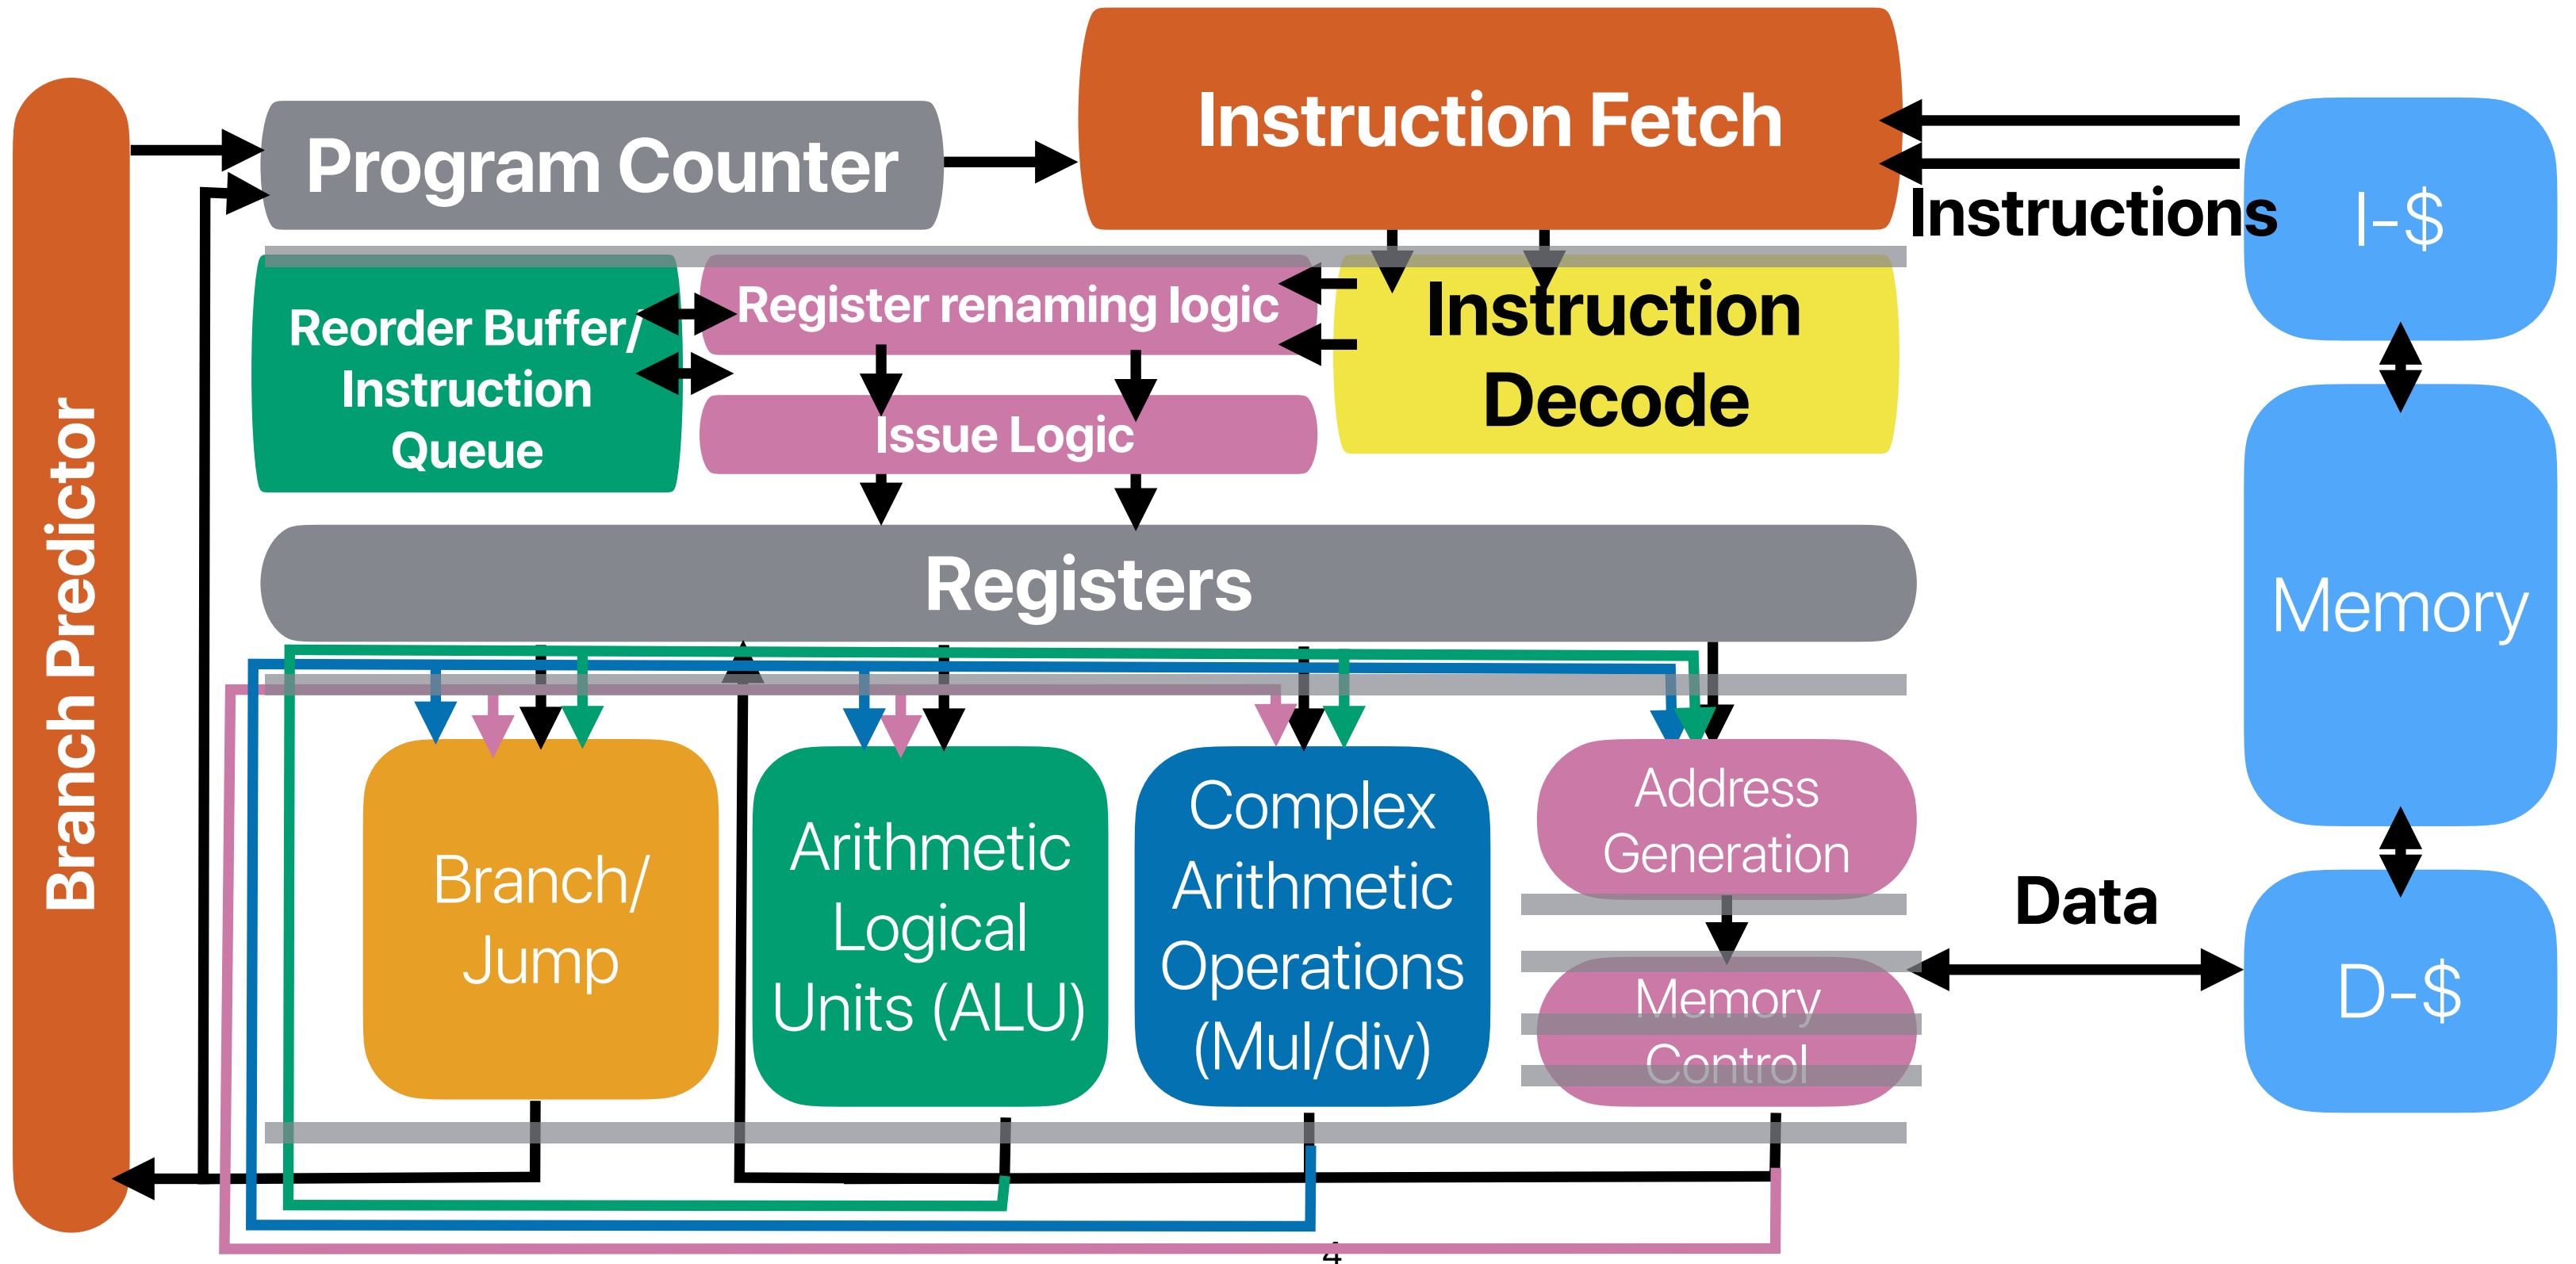 Instruction Fetch
Program Counter
Instructions
I-$
Branch Predictor
Reorder Buffer/
Instruction
Queue
Register renaming logic
Issue Logic
Instruction
Decode
Registers
Memory
Branch/
Jump
Arithmetic
Logical
Units (ALU)
Complex
Arithmetic
Operations
(Mul/div)
Address
Generation
Memory
Control
Data
D-$
4